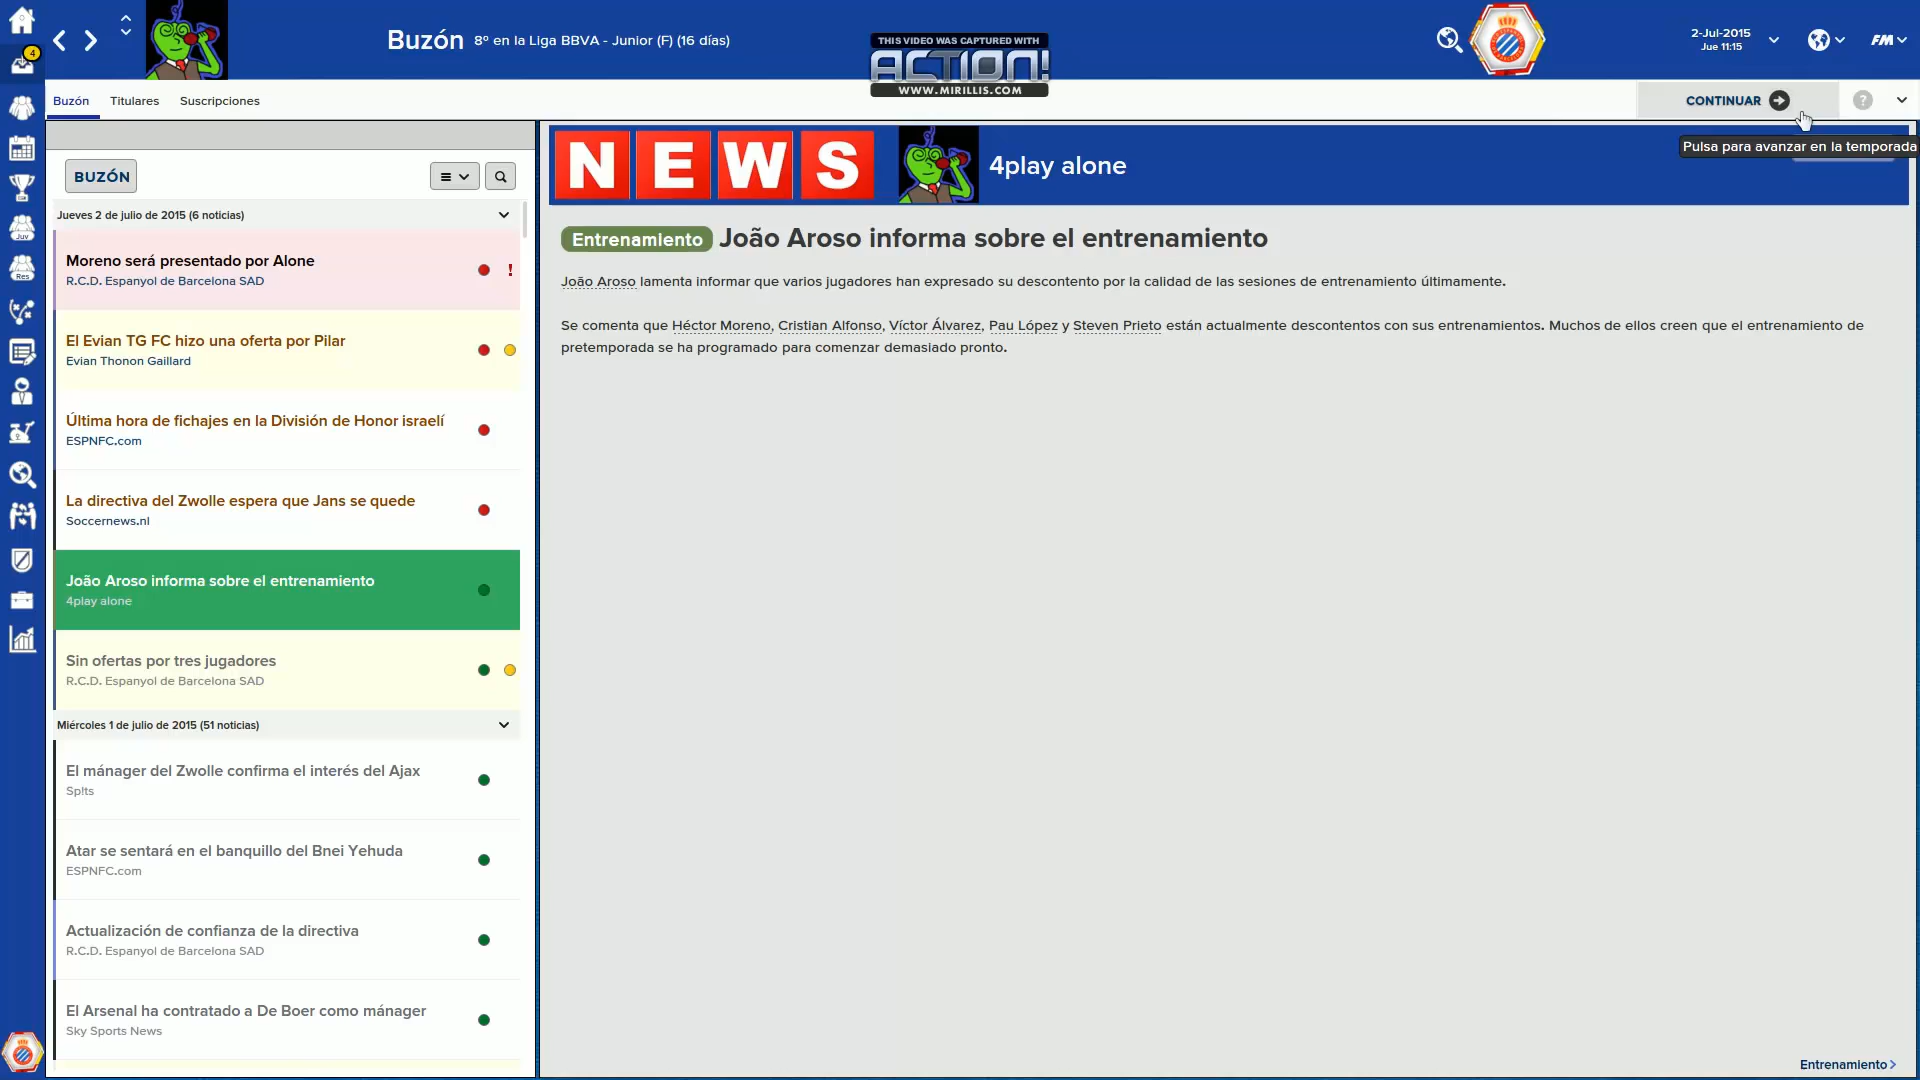 4
Buzón
8º en la Liga BBVA - Junior (F) (16 días)
THIS VIDEO WAS CAPTURED WITH
ACTION!
WWW.MIRILLIS.COM
2-Jul-2015
Jue 11:15
FM
Buzón
Titulares
Suscripciones
CONTINUAR
?
Pulsa para avanzar en la temporada
BUZÓN
Jueves 2 de julio de 2015 (6 noticias)
Moreno será presentado por Alone
R.C.D. Espanyol de Barcelona SAD
!
El Evian TG FC hizo una oferta por Pilar
Evian Thonon Gaillard
Última hora de fichajes en la División de Honor israelí
ESPNFC.com
La directiva del Zwolle espera que Jans se quede
Soccernews.nl
João Aroso informa sobre el entrenamiento
4play alone
Sin ofertas por tres jugadores
R.C.D. Espanyol de Barcelona SAD
Miércoles 1 de julio de 2015 (51 noticias)
El mánager del Zwolle confirma el interés del Ajax
Sp!ts
Atar se sentará en el banquillo del Bnei Yehuda
ESPNFC.com
Actualización de confianza de la directiva
R.C.D. Espanyol de Barcelona SAD
El Arsenal ha contratado a De Boer como mánager
Sky Sports News
Juv
Res
NEWS
4play alone
Entrenamiento
João Aroso informa sobre el entrenamiento
João Aroso lamenta informar que varios jugadores han expresado su descontento por la calidad de las sesiones de entrenamiento últimamente.
Se comenta que Héctor Moreno, Cristian Alfonso, Víctor Álvarez, Pau López y Steven Prieto están actualmente descontentos con sus entrenamientos. Muchos de ellos creen que el entrenamiento de
pretemporada se ha programado para comenzar demasiado pronto.
Entrenamiento>